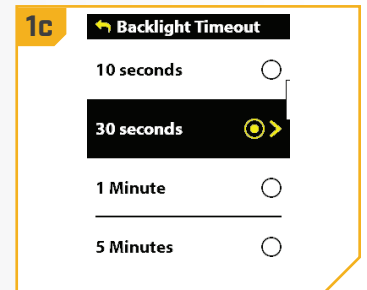 1c
Backlight Timeout
10 seconds
30 seconds
1 Minute
5 Minutes